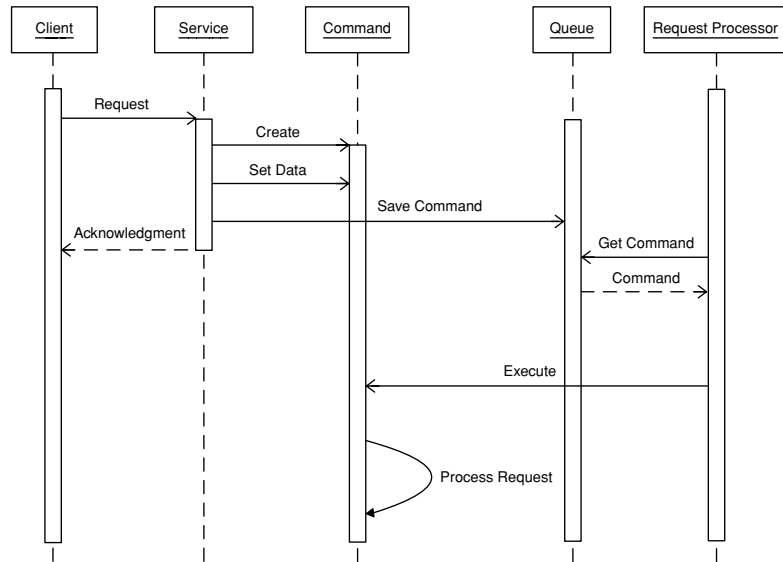 Client
Service
Command
Queue
Request Processor
Request
Create
Set Data
Save Command
Acknowledgment
Get Command
Command
Execute
Process Request